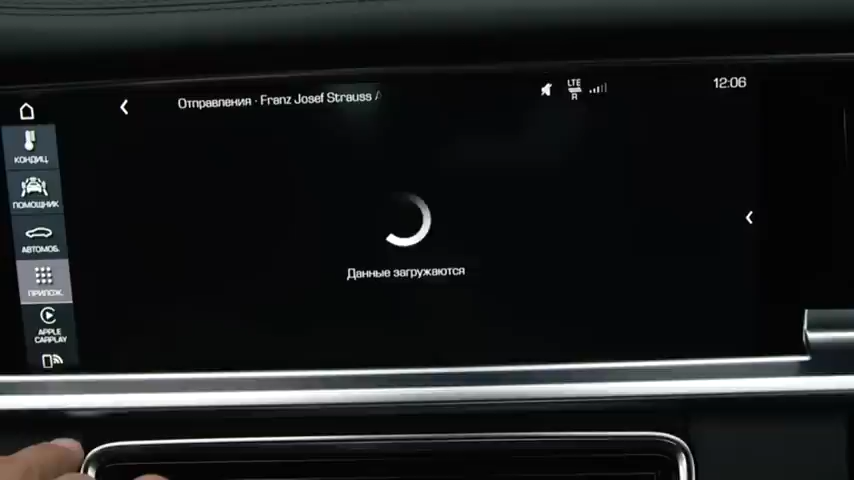 Отправления · Franz Josef Strauss
LTE
R
12:06
КОНДИЦ.
ПОМОЩНИК
АВТОМОБ.
ПРИЛОЖ.
APPLE
CARPLAY
Данные загружаются